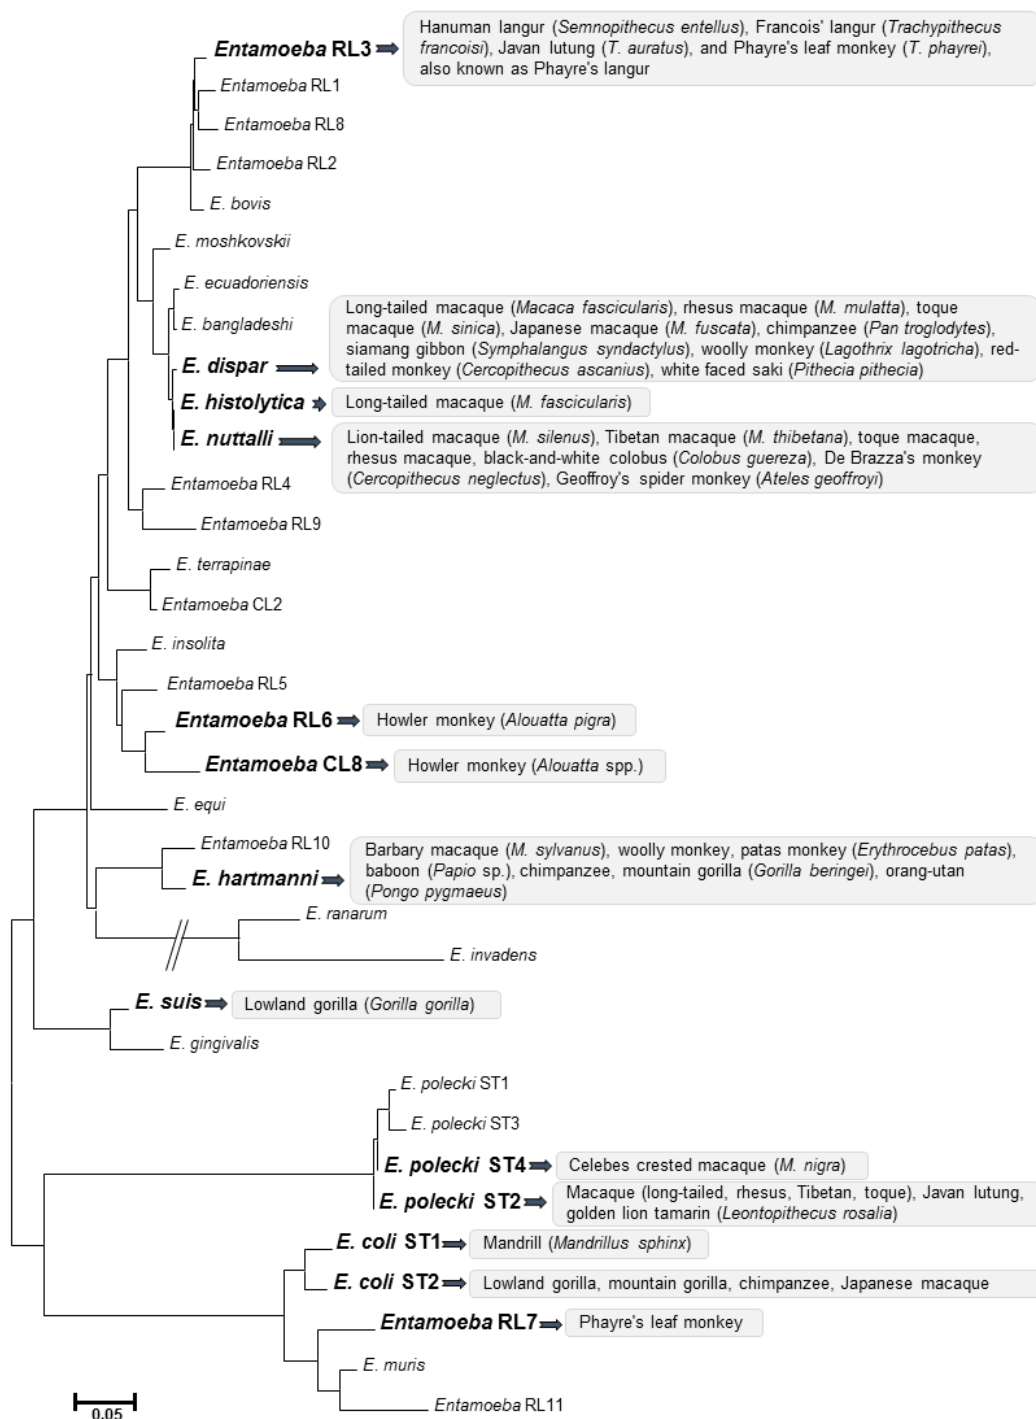 Hanuman langur (Semnopithecus entellus), Francois' langur (Trachypithecus
Entamoeba RL3
francoisi), Javan lutung (T. auratus), and Phayre's leaf monkey (T. phayrei),
also known as Phayre's langur
Entamoeba RL1
Entamoeba RL8
Entamoeba RL2
E. bovis
E. moshkovskii
E. ecuadoriensis
E. bangladeshi
Long-tailed macaque (Macaca fascicularis), rhesus macaque (M. mulatta), toque
macaque (M. sinica), Japanese macaque (M. fuscata), chimpanzee (Pan troglodytes),
siamang gibbon (Symphalangus syndactylus), woolly monkey (Lagothrix lagotricha), red-
tailed monkey (Cercopithecus ascanius), white faced saki (Pithecia pithecia)
E. dispar
E. histolytica
Long-tailed macaque (M. fascicularis)
E. nuttalli
Lion-tailed macaque (M. silenus), Tibetan macaque (M. thibetana), toque macaque,
rhesus macaque, black-and-white colobus (Colobus guereza), De Brazza's monkey
(Cercopithecus neglectus), Geoffroy's spider monkey (Ateles geoffroyi)
Entamoeba RL4
Entamoeba RL9
E. terrapinae
Entamoeba CL2
E. insolita
Entamoeba RL5
Entamoeba RL6
Howler monkey (Alouatta pigra)
Entamoeba CL8
Howler monkey (Alouatta spp.)
E. equi
Entamoeba RL10
E. hartmanni
Barbary macaque (M. sylvanus), woolly monkey, patas monkey (Erythrocebus patas),
baboon (Papio sp.), chimpanzee, mountain gorilla (Gorilla beringei), orang-utan
(Pongo pygmaeus)
E. ranarum
E. invadens
E. suis
Lowland gorilla (Gorilla gorilla)
E. gingivalis
E. polecki ST1
E. polecki ST3
E. polecki ST4
Celebes crested macaque (M. nigra)
E. polecki ST2
Macaque (long-tailed, rhesus, Tibetan, toque), Javan lutung,
golden lion tamarin (Leontopithecus rosalia)
E. coli ST1
Mandrill (Mandrillus sphinx)
E. coli ST2
Lowland gorilla, mountain gorilla, chimpanzee, Japanese macaque
Entamoeba RL7
Phayre's leaf monkey
E. muris
Entamoeba RL11
0.05